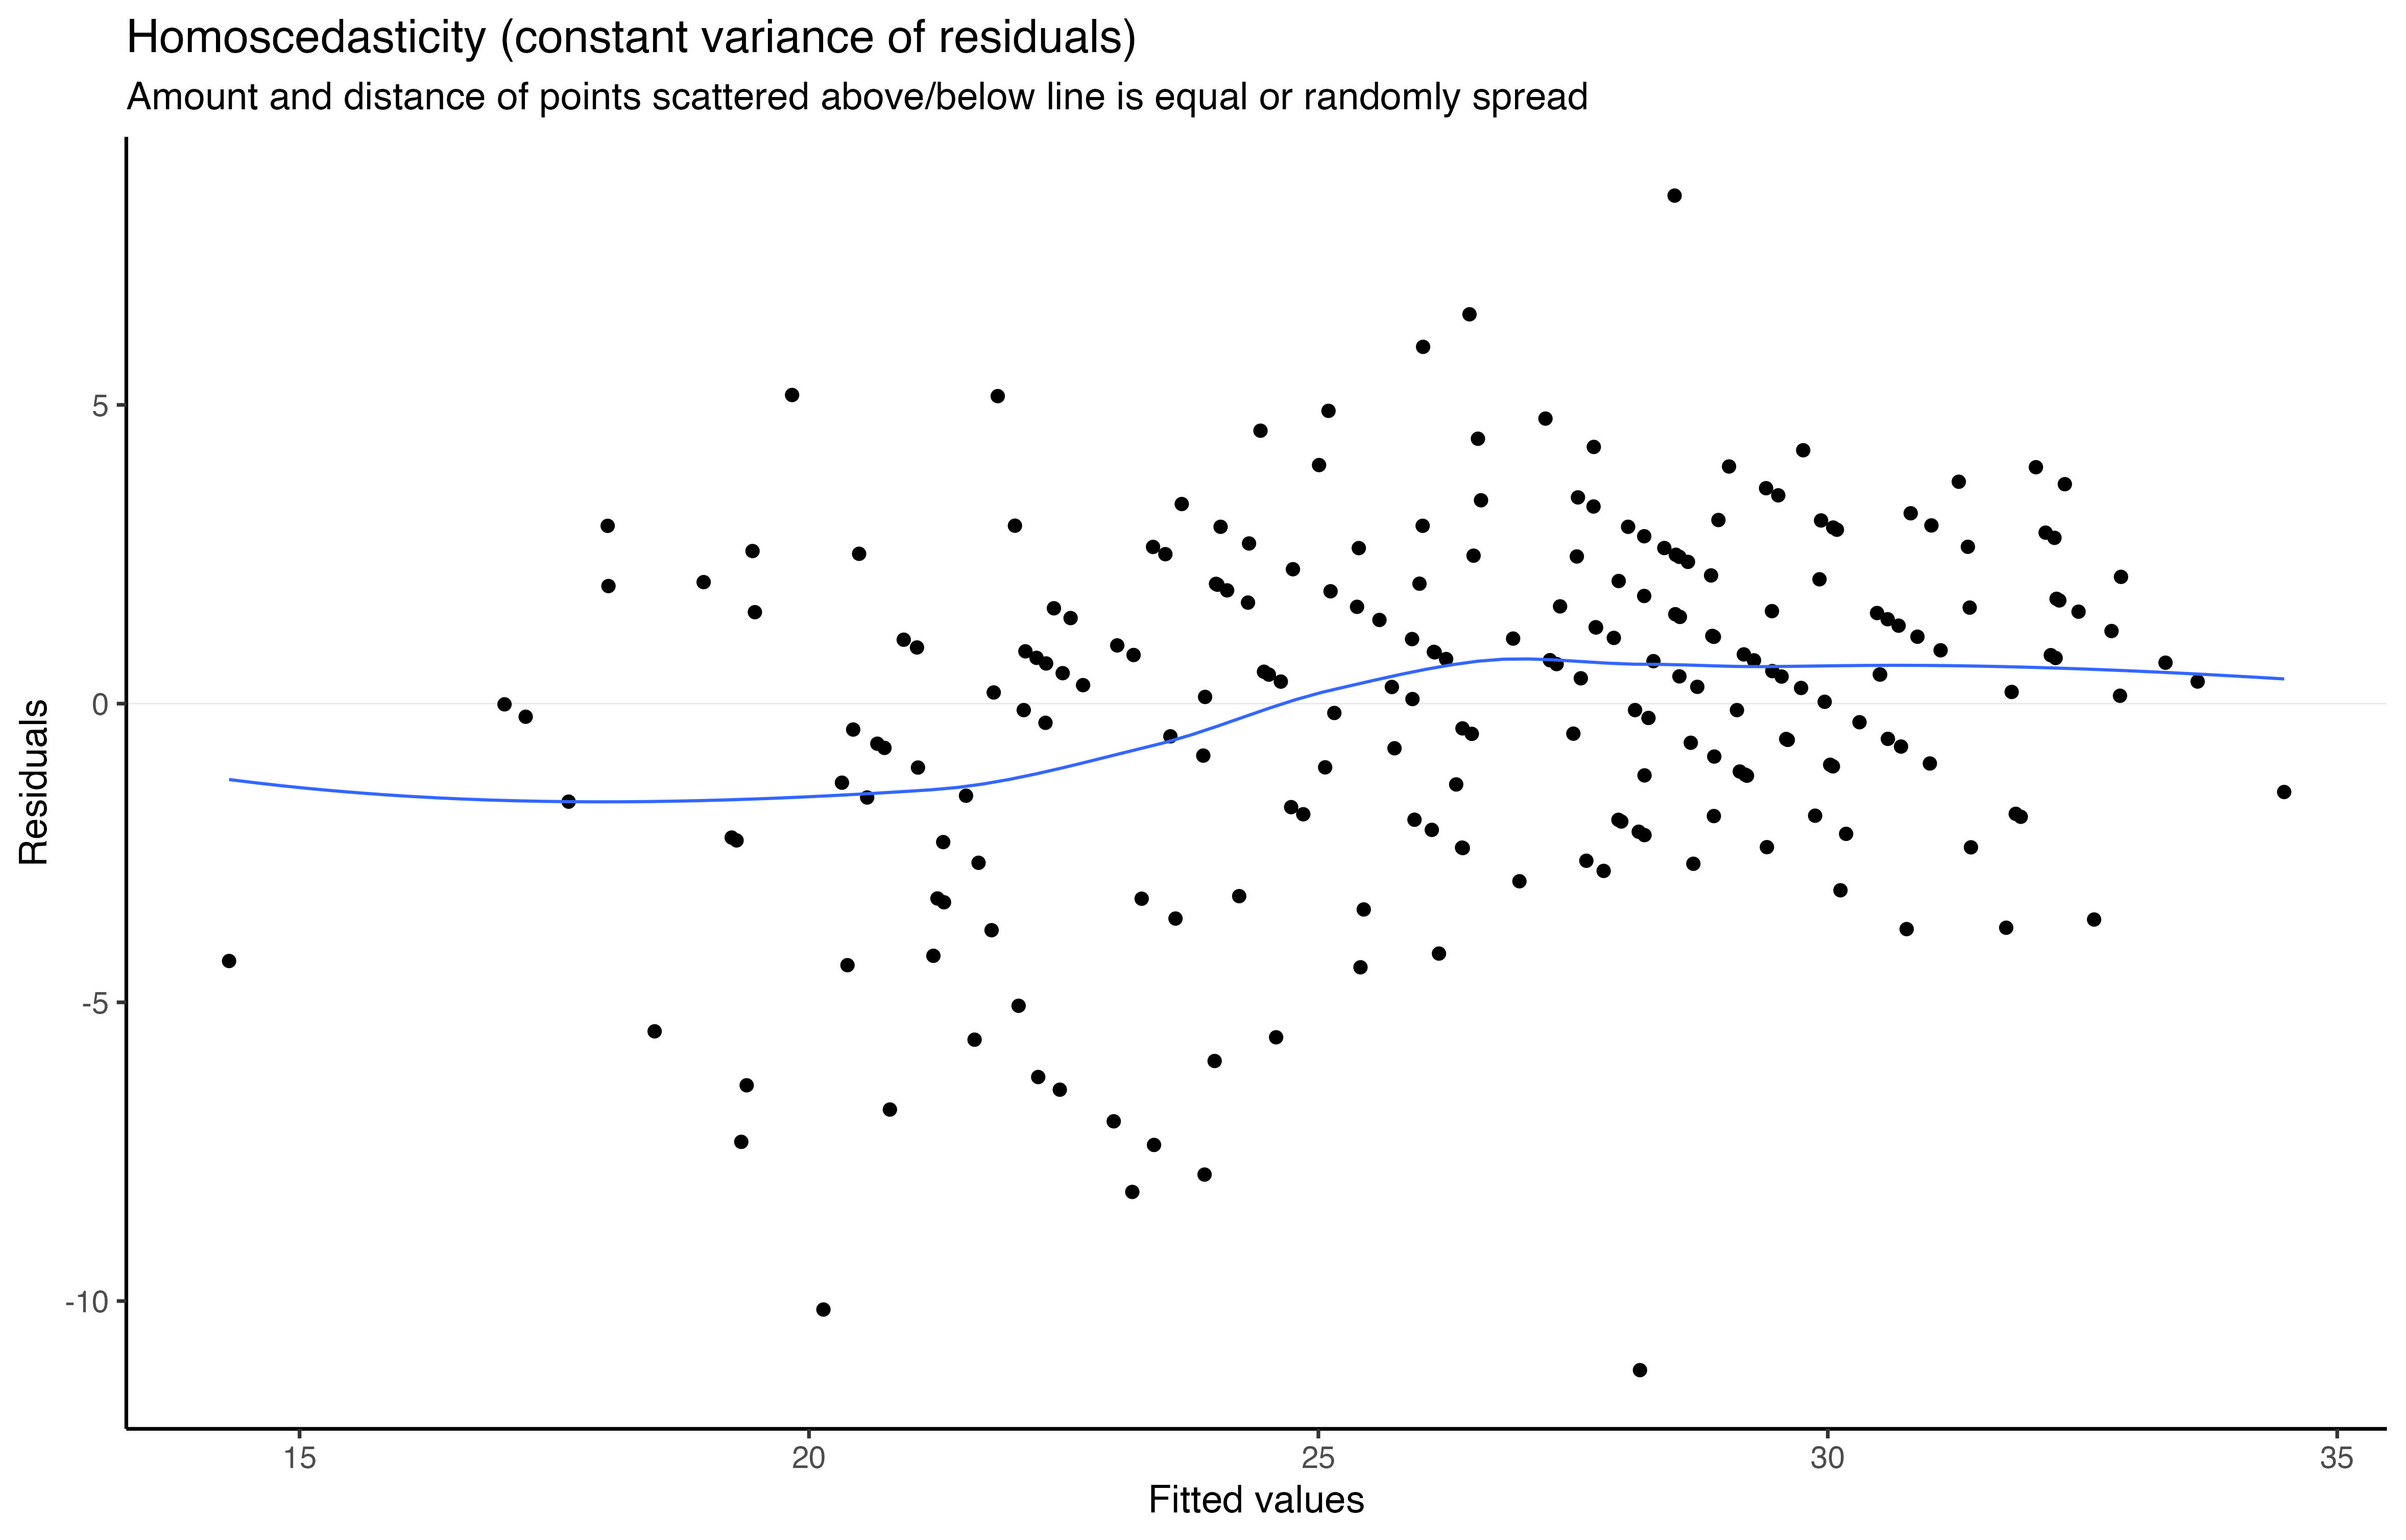 Homoscedasticity (constant variance of residuals)
Amount and distance of points scattered above/below line is equal or randomly spread
Residuals
5
0
-5
-10
15
20
25
30
35
Fitted values